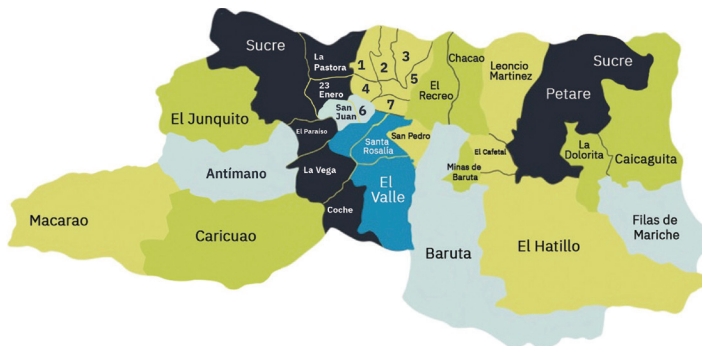 Sucre
La
Pastora
1
2
3
4
5
6
7
23
Enero
San
Juan
El Recreo
Chacao
Leoncio
Martinez
Sucre
Petare
El Junquito
El Paraíso
Santa
Rosalía
San Pedro
El Cafetal
Minas de
Baruta
La
Dolorita
Caicaguita
Antímano
La Vega
El
Valle
Coche
Macarao
Caricuao
Baruta
El Hatillo
Filas de
Mariche